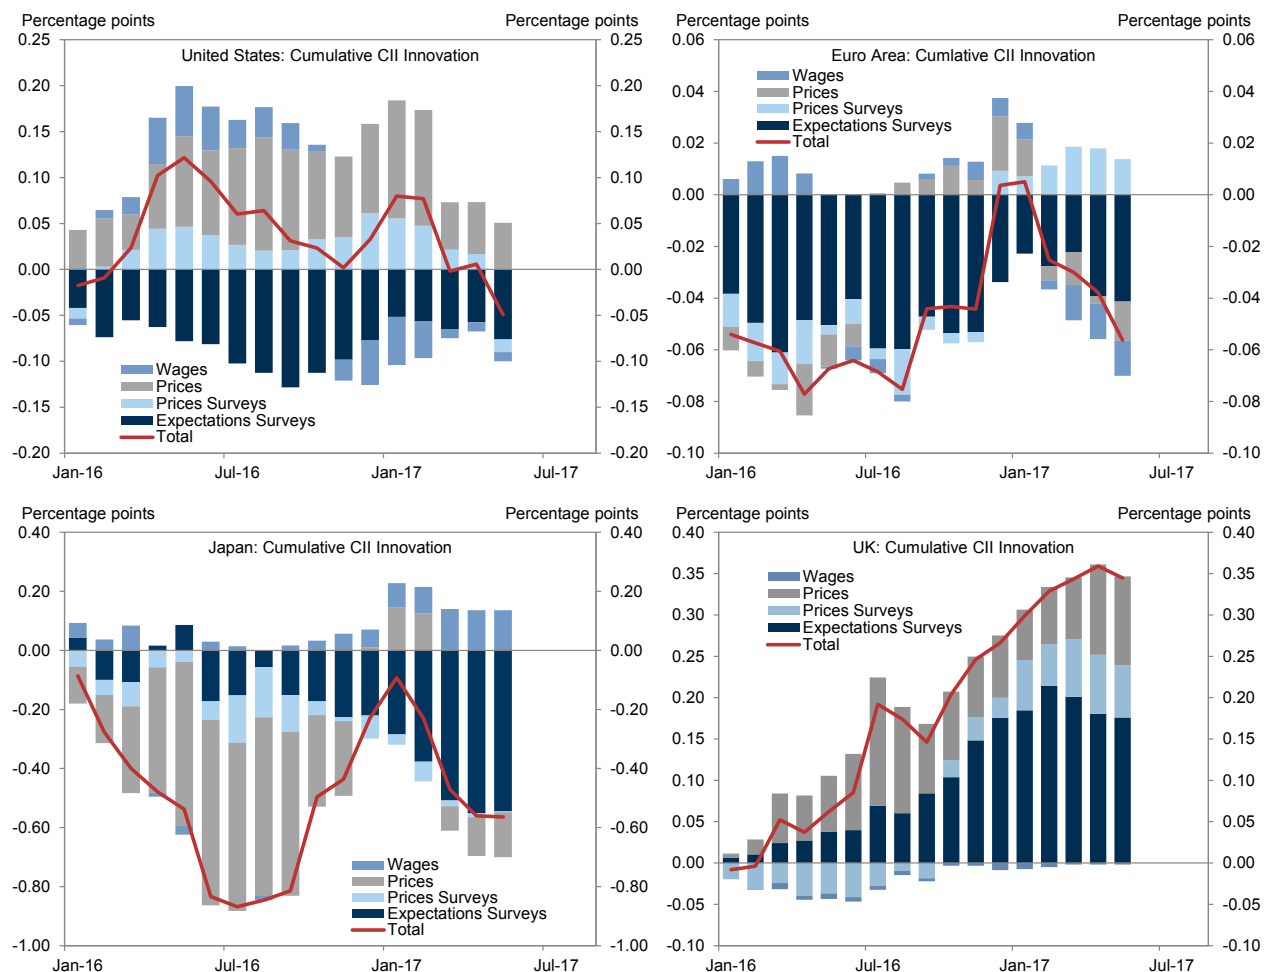 Percentage points
Percentage points
United States: Cumulative CII Innovation
0.25
0.20
0.15
0.10
0.05
0.00
-0.05
-0.10
-0.15
-0.20
0.25
0.20
0.15
0.10
0.05
0.00
-0.05
-0.10
-0.15
-0.20
Wages
Prices
Prices Surveys
Expectations Surveys
Total
Jan-16
Jul-16
Jan-17
Jul-17
Percentage points
Percentage points
Euro Area: Cumlative CII Innovation
0.06
0.04
0.02
0.00
-0.02
-0.04
-0.06
-0.08
-0.10
0.06
0.04
0.02
0.00
-0.02
-0.04
-0.06
-0.08
-0.10
Wages
Prices
Prices Surveys
Expectations Surveys
Total
Jan-16
Jul-16
Jan-17
Jul-17
Percentage points
Percentage points
Japan: Cumulative CII Innovation
0.40
0.20
0.00
-0.20
-0.40
-0.60
-0.80
-1.00
0.40
0.20
0.00
-0.20
-0.40
-0.60
-0.80
-1.00
Wages
Prices
Prices Surveys
Expectations Surveys
Total
Jan-16
Jul-16
Jan-17
Jul-17
Percentage points
Percentage points
UK: Cumulative CII Innovation
0.40
0.35
0.30
0.25
0.20
0.15
0.10
0.05
0.00
-0.05
-0.10
0.40
0.35
0.30
0.25
0.20
0.15
0.10
0.05
0.00
-0.05
-0.10
Wages
Prices
Prices Surveys
Expectations Surveys
Total
Jan-16
Jul-16
Jan-17
Jul-17